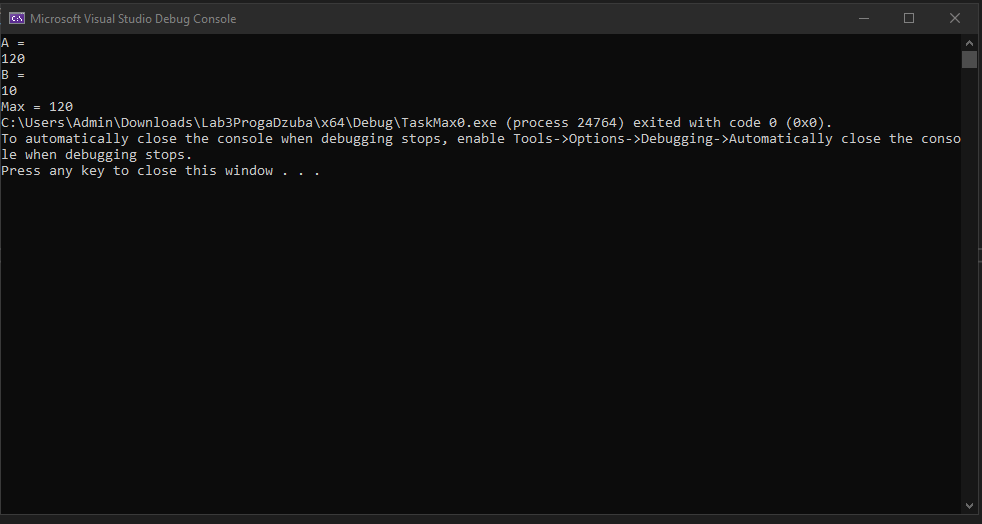 Microsoft Visual Studio Debug Console
A =
120
B =
10
Max = 120
C:\Users\Admin\Downloads\Lab3ProgaDzuba\x64\Debug\TaskMax0.exe (process 24764) exited with code 0 (0x0).
To automatically close the console when debugging stops, enable Tools->Options->Debugging->Automatically close the conso
le when debugging stops.
Press any key to close this window . . .